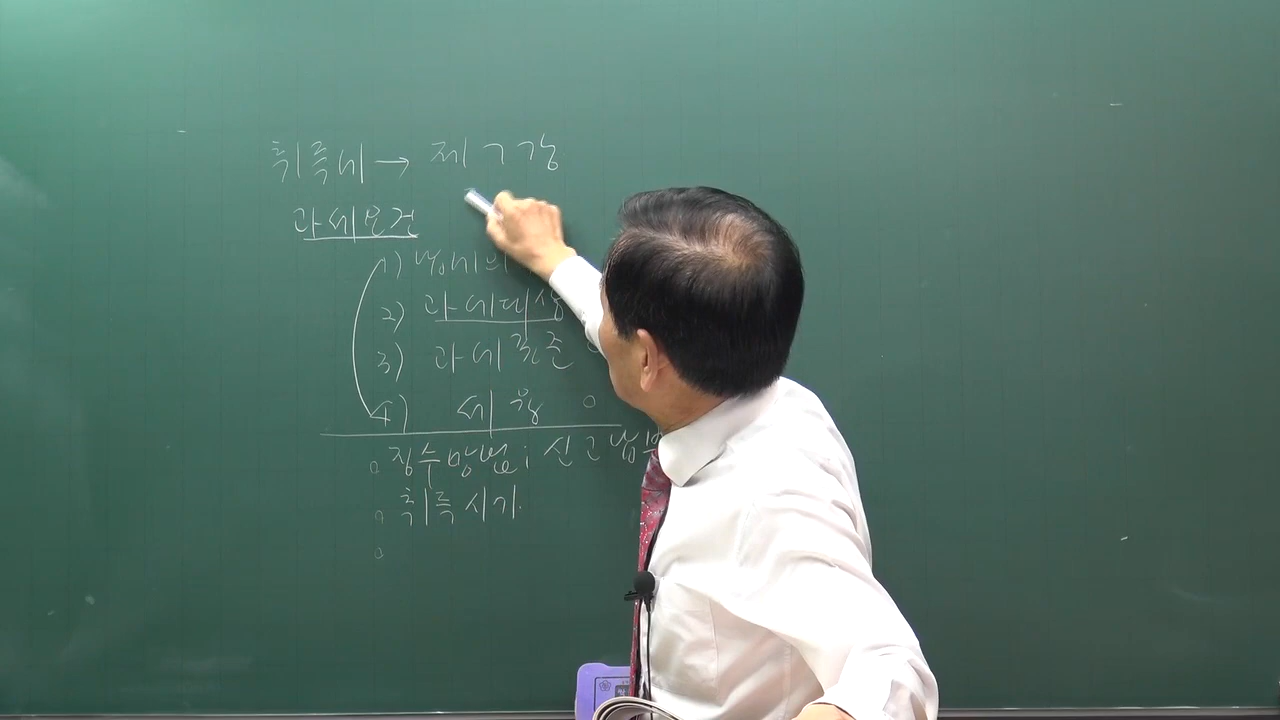 취득세 → 제77강
과세요건
1) 납세의
2) 과세대상
3) 과세표준
4) 세율 o
o 징수방법; 신고납부
o 취득시기.
o